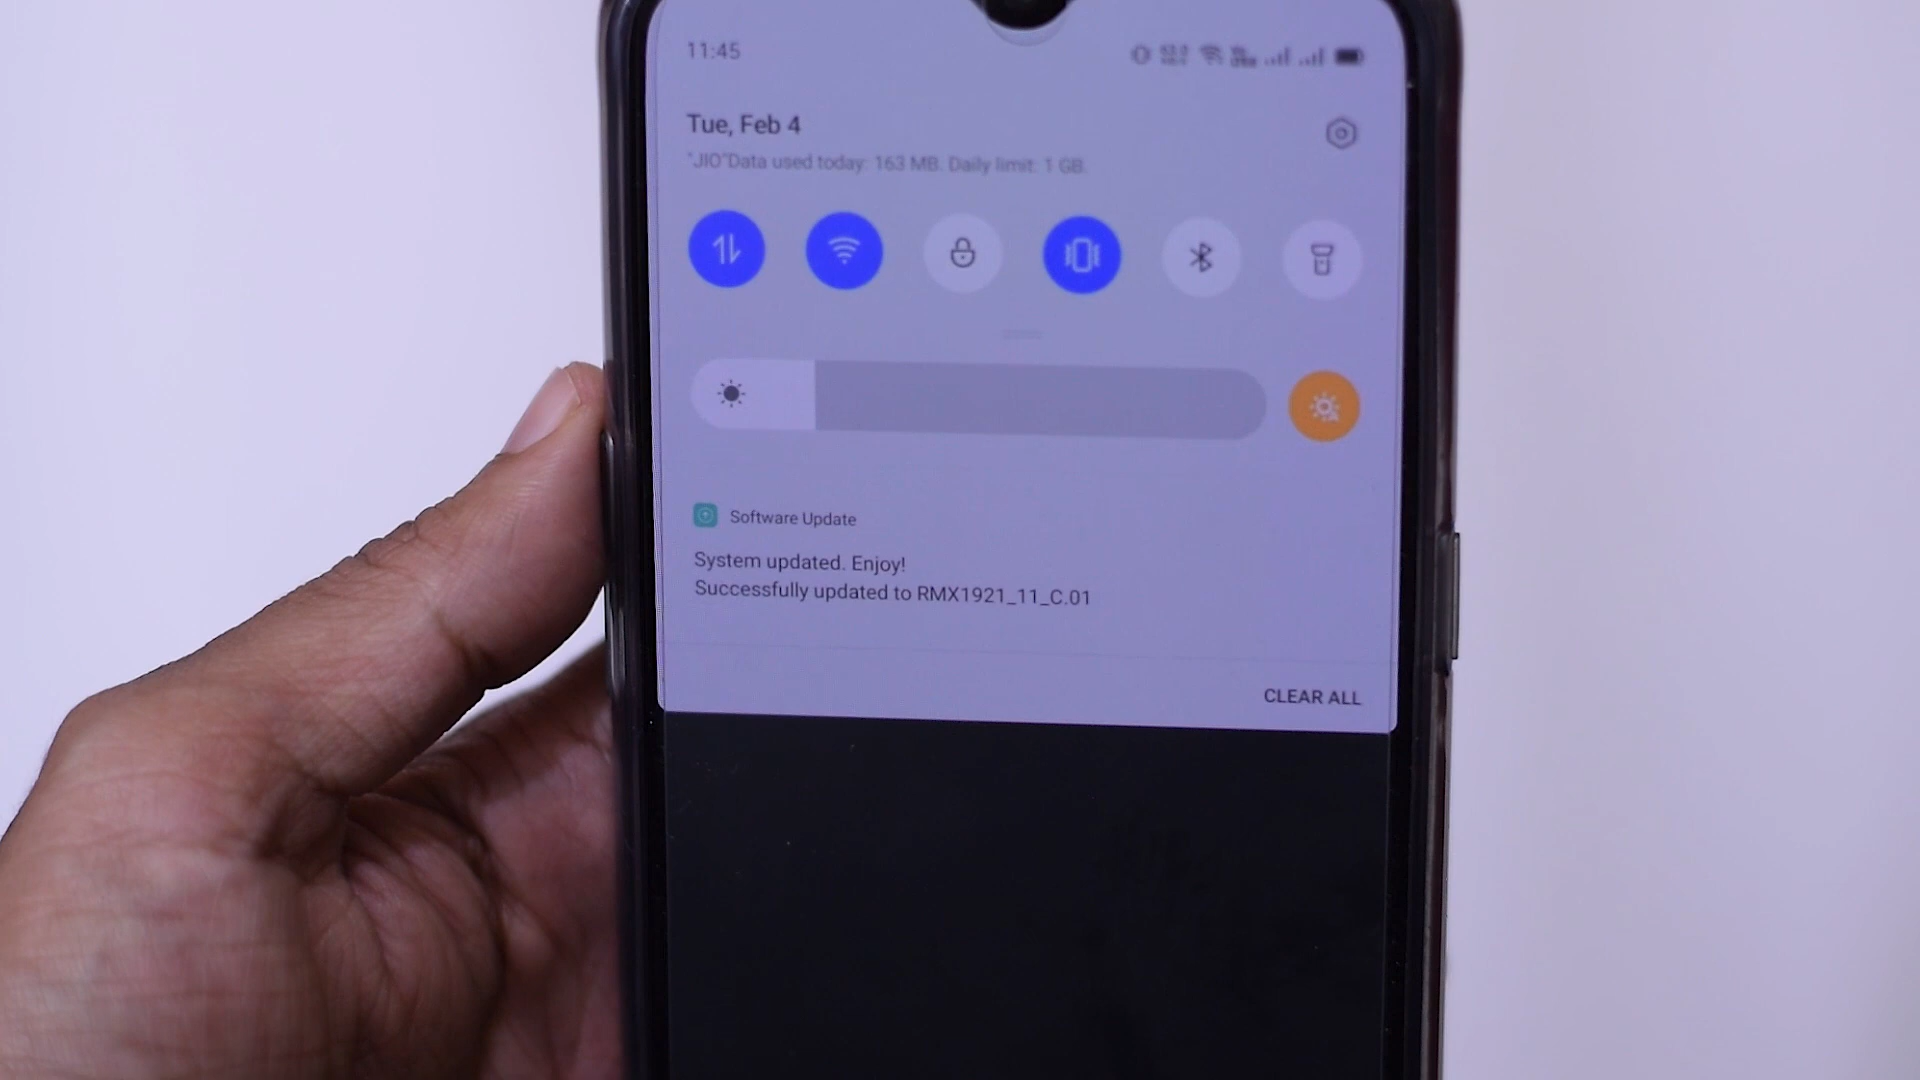 11:45
Tue, Feb 4
"JIO"Data used today: 163 MB. Daily limit: 1 GB.
Software Update
System updated. Enjoy!
Successfully updated to RMX1921_11_C.01
CLEAR ALL